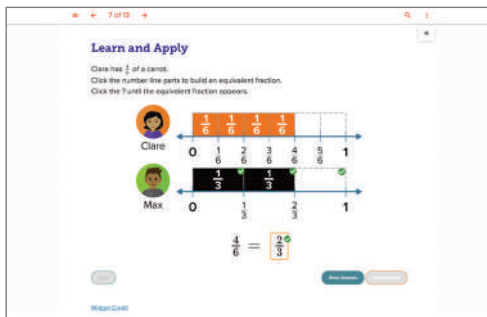 7 of 13
Learn and Apply
Clare has 4/6 of a carrot.
Click the number line parts to build an equivalent fraction.
Click the ? until the equivalent fraction appears.
1/6 1/6 1/6 1/6
Clare
0 1/6 2/6 3/6 4/6 5/6 1
1/3 1/3
Max
0 1/3 2/3 1
4/6 = 2/3
Widget Credit